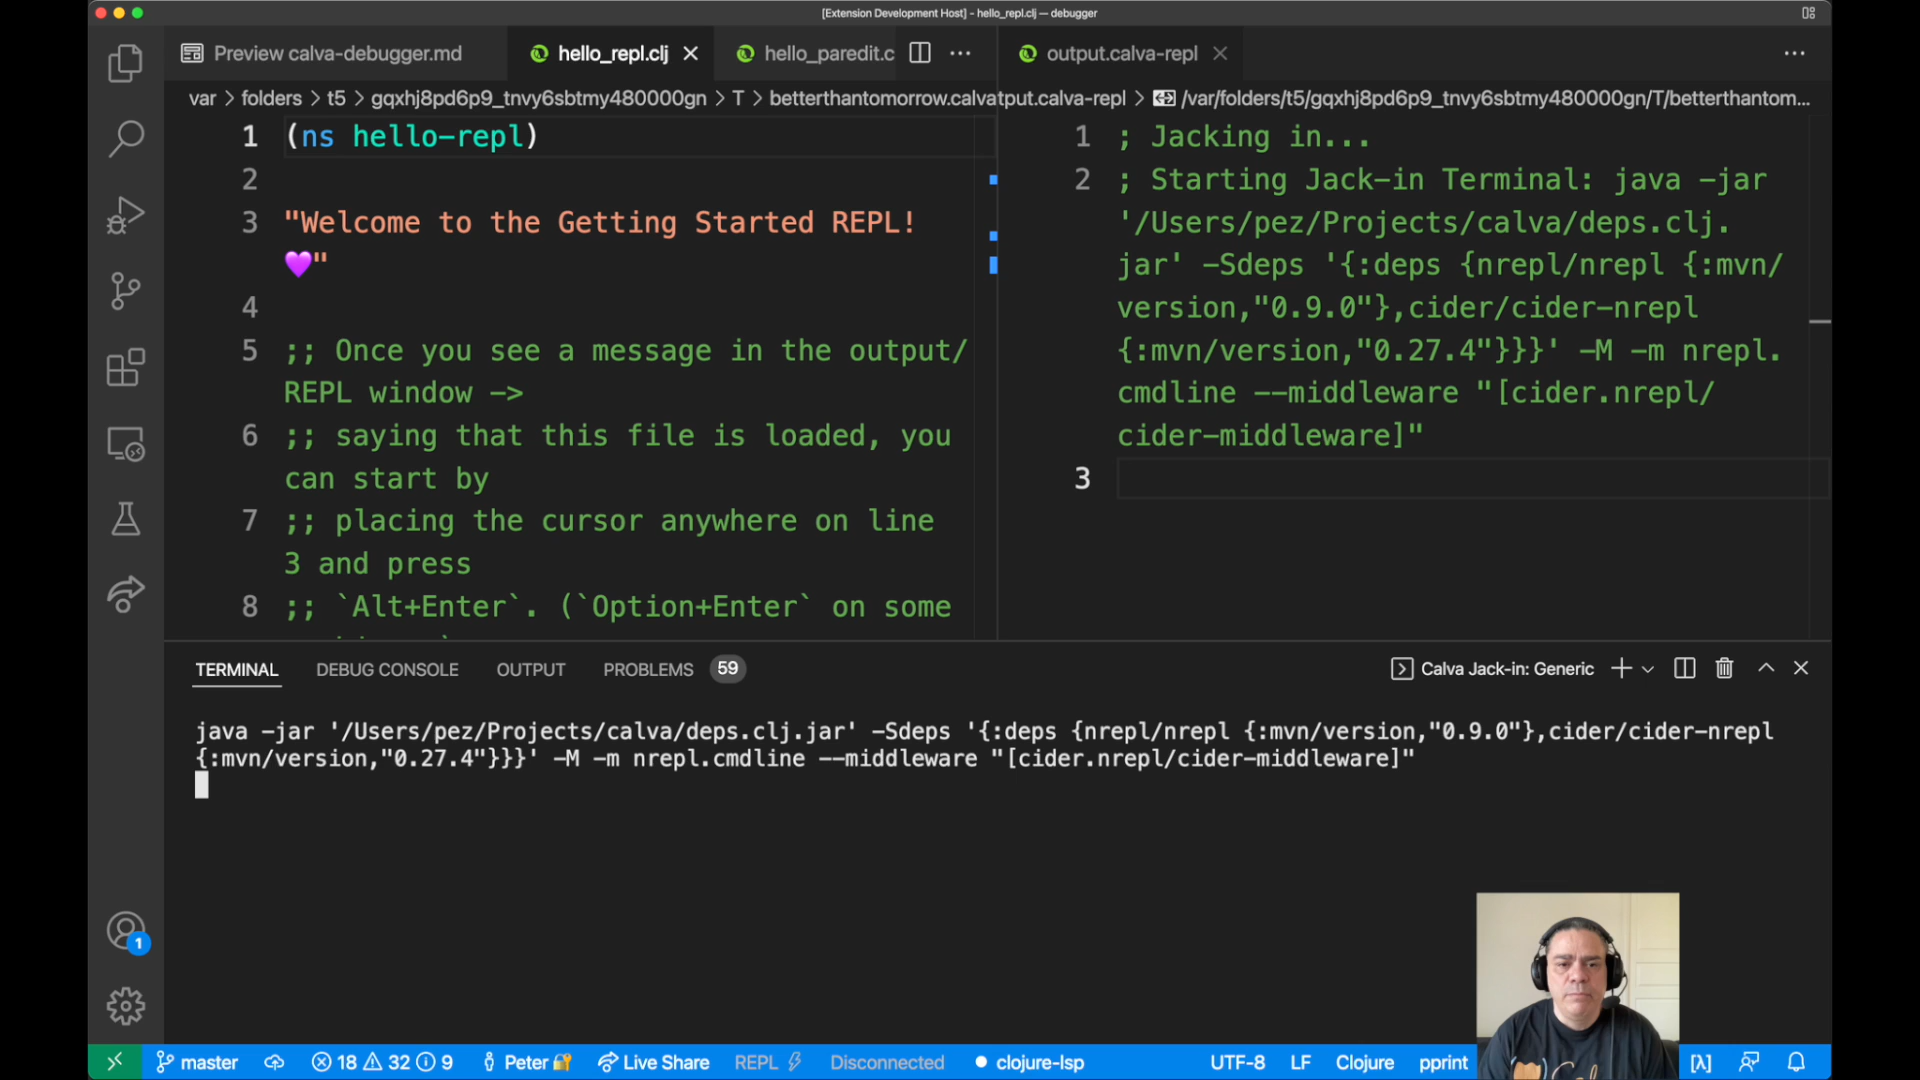 [Extension Development Host] - hello_repl.clj — debugger
Preview calva-debugger.md
hello_repl.clj
hello_paredit.c
output.calva-repl
var > folders > t5 > gqxhj8pd6p9_tnvy6sbtmy480000gn > T > betterthantomorrow.calva
tput.calva-repl > /var/folders/t5/gqxhj8pd6p9_tnvy6sbtmy480000gn/T/betterthantom...
1 (ns hello-repl)
2
3 "Welcome to the Getting Started REPL!
💜"
4
5 ;; Once you see a message in the output/
REPL window ->
6 ;; saying that this file is loaded, you
can start by
7 ;; placing the cursor anywhere on line
3 and press
8 ;; `Alt+Enter`. (`Option+Enter` on some
1 ; Jacking in...
2 ; Starting Jack-in Terminal: java -jar
'/Users/pez/Projects/calva/deps.clj.
jar' -Sdeps '{:deps {nrepl/nrepl {:mvn/
version,"0.9.0"},cider/cider-nrepl
{:mvn/version,"0.27.4"}}}' -M -m nrepl.
cmdline --middleware "[cider.nrepl/
cider-middleware]"
3
TERMINAL
DEBUG CONSOLE
OUTPUT
PROBLEMS 59
Calva Jack-in: Generic
java -jar '/Users/pez/Projects/calva/deps.clj.jar' -Sdeps '{:deps {nrepl/nrepl {:mvn/version,"0.9.0"},cider/cider-nrepl
{:mvn/version,"0.27.4"}}}' -M -m nrepl.cmdline --middleware "[cider.nrepl/cider-middleware]"
1
master
18 32 9
Peter 🔐
Live Share
REPL ⚡
Disconnected
clojure-lsp
UTF-8
LF
Clojure
pprint
[λ]